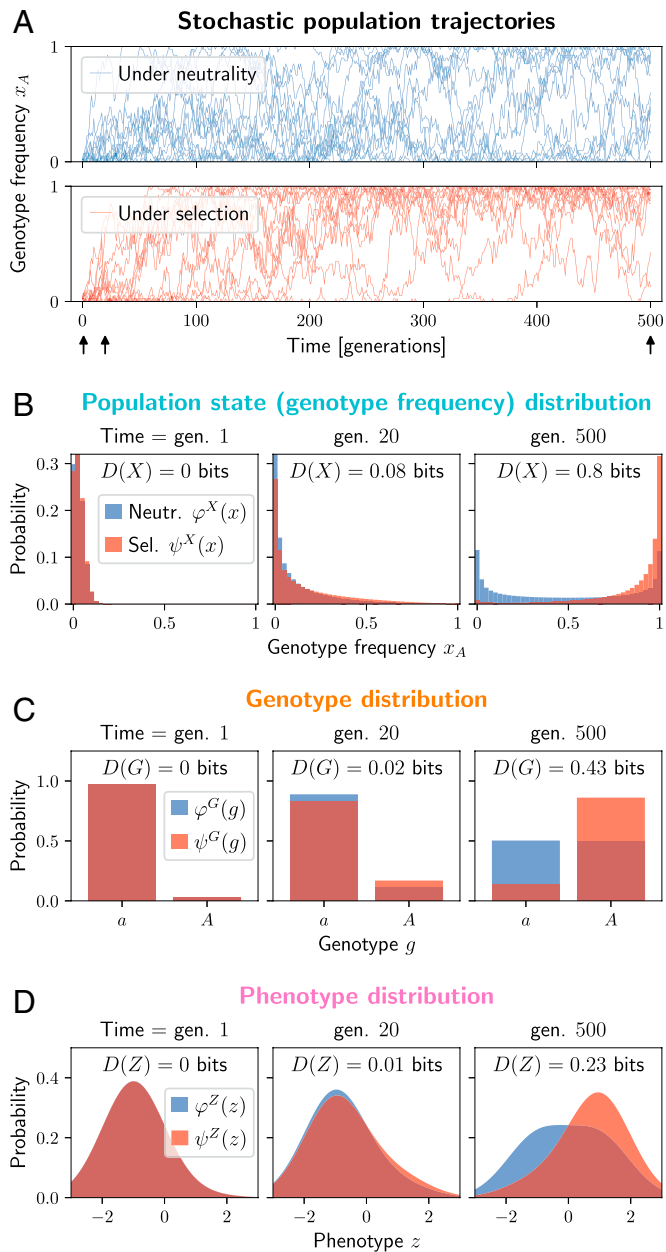 A
Stochastic population trajectories
Genotype frequency x_A
1
0
Under neutrality
1
0
Under selection
0 100 200 300 400 500
Time [generations]
B
Population state (genotype frequency) distribution
Time = gen. 1 gen. 20 gen. 500
Probability
0.3
0.2
0.1
0.0
D(X) = 0 bits D(X) = 0.08 bits D(X) = 0.8 bits
Neutr. φ^X(x)
Sel. ψ^X(x)
0 0.5 1 0 0.5 1 0 0.5 1
Genotype frequency x_A
C
Genotype distribution
Time = gen. 1 gen. 20 gen. 500
Probability
1.0
0.5
0.0
D(G) = 0 bits D(G) = 0.02 bits D(G) = 0.43 bits
φ^G(g)
ψ^G(g)
a A a A a A
Genotype g
D
Phenotype distribution
Time = gen. 1 gen. 20 gen. 500
Probability
0.4
0.2
0.0
D(Z) = 0 bits D(Z) = 0.01 bits D(Z) = 0.23 bits
φ^Z(z)
ψ^Z(z)
−2 0 2 −2 0 2 −2 0 2
Phenotype z